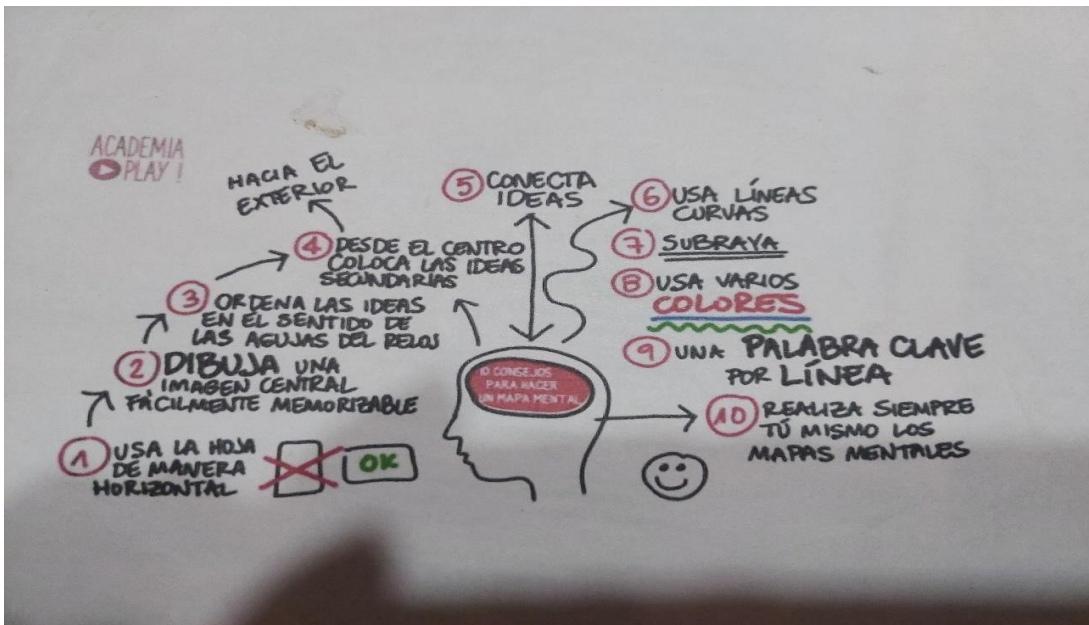 ACADEMIA
PLAY!
HACIA EL
EXTERIOR
1 USA LA HOJA
DE MANERA
HORIZONTAL
OK
2 DIBUJA UNA
IMAGEN CENTRAL
FÁCILMENTE MEMORIZABLE
3 ORDENA LAS IDEAS
EN EL SENTIDO DE
LAS AGUJAS DEL RELOJ
4 DESDE EL CENTRO
COLOCA LAS IDEAS
SECUNDARIAS
5 CONECTA
IDEAS
6 USA LÍNEAS
CURVAS
7 SUBRAYA
8 USA VARIOS
COLORES
9 UNA PALABRA CLAVE
POR LÍNEA
10 REALIZA SIEMPRE
TÚ MISMO LOS
MAPAS MENTALES
10 CONSEJOS
PARA HACER
UN MAPA MENTAL